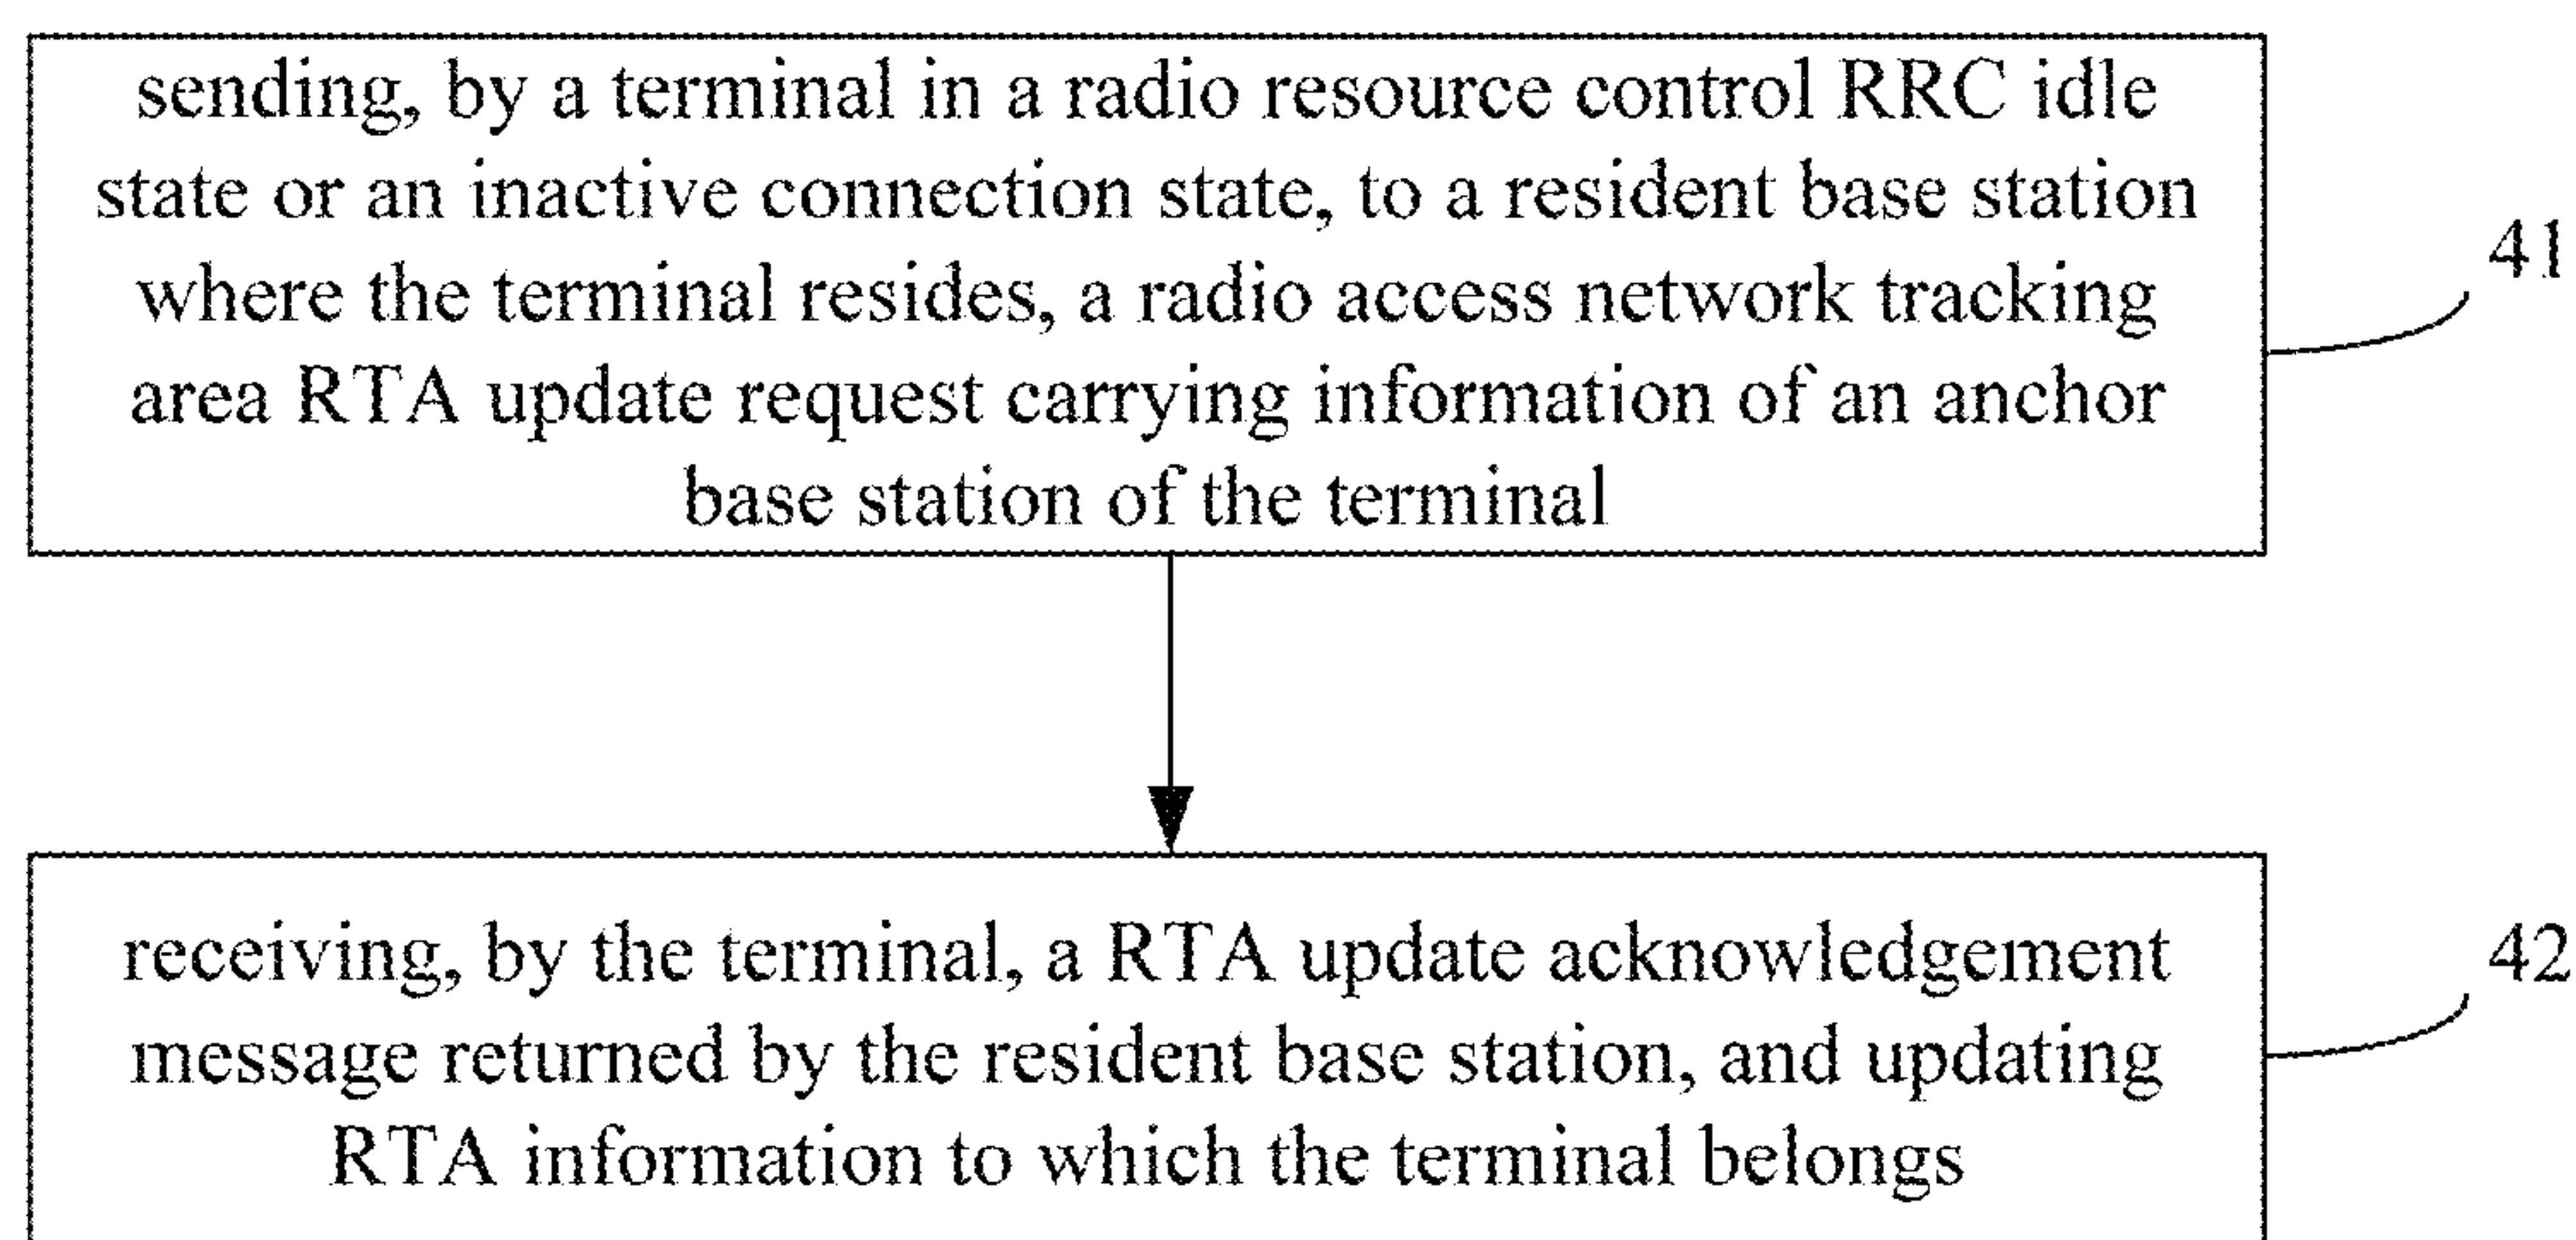 sending, by a terminal in a radio resource control RRC idle
state or an inactive connection state, to a resident base station
where the terminal resides, a radio access network tracking
area RTA update request carrying information of an anchor
base station of the terminal
41
receiving, by the terminal, a RTA update acknowledgement
message returned by the resident base station, and updating
RTA information to which the terminal belongs
42